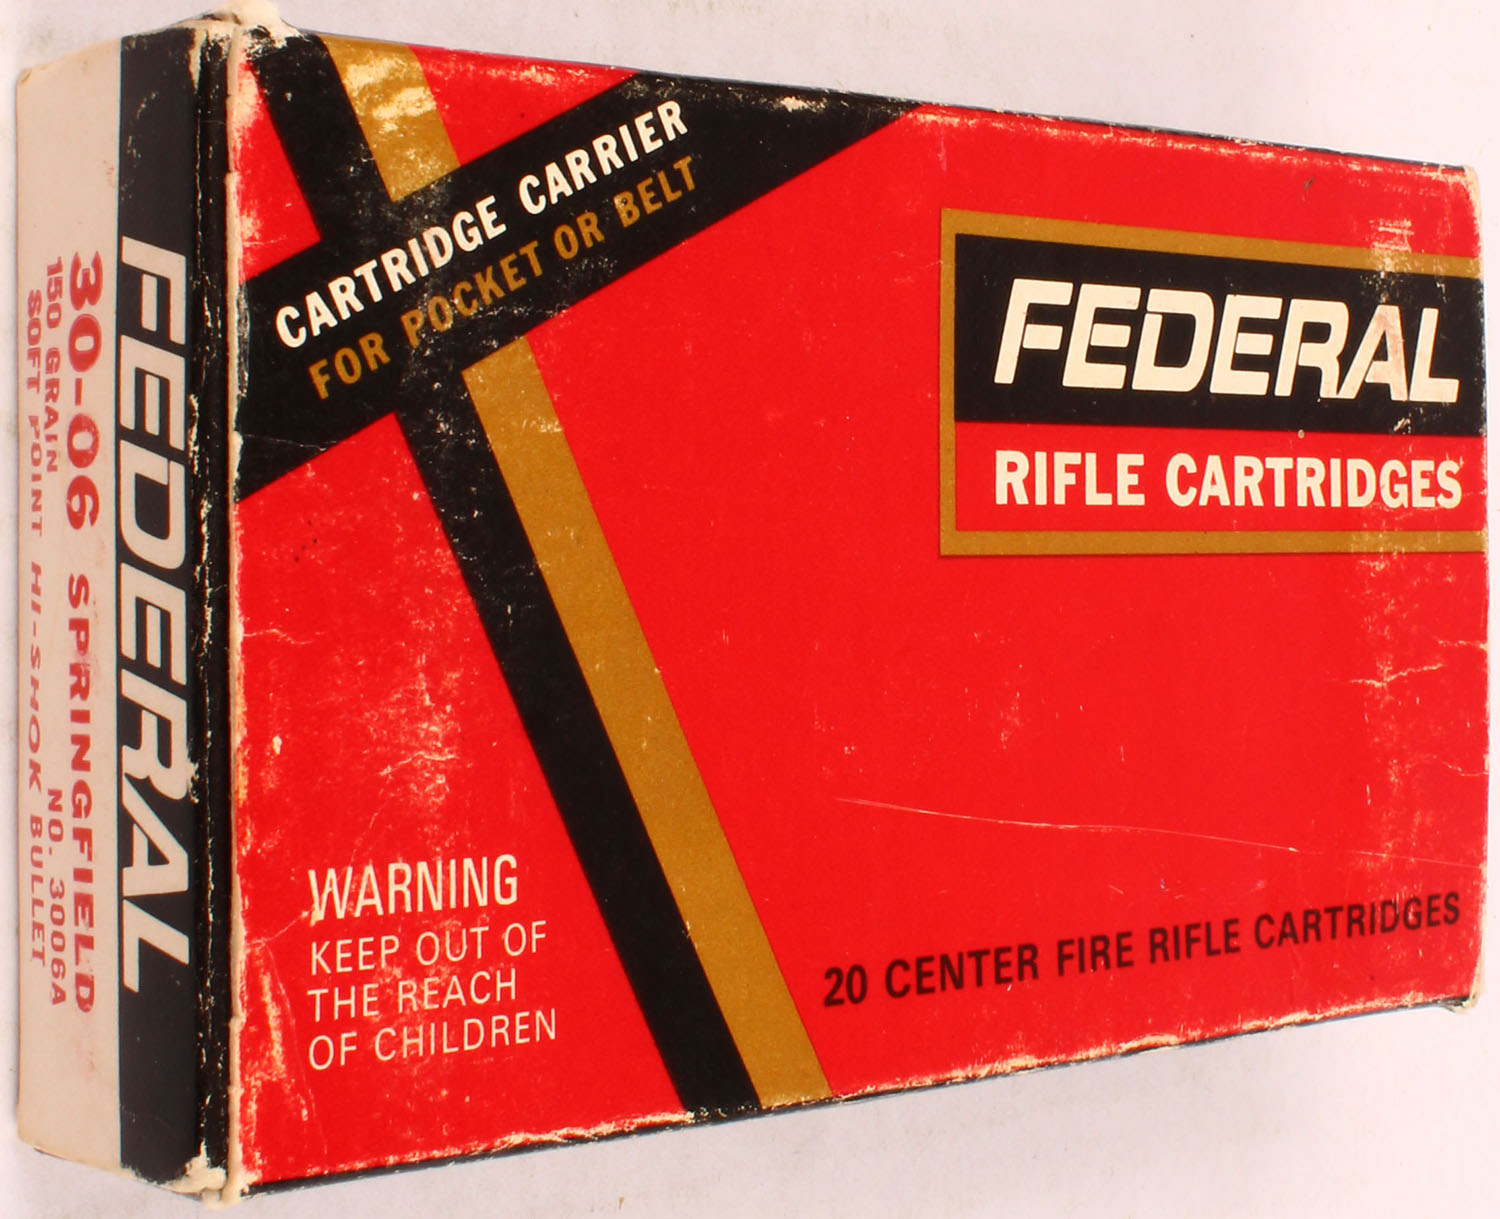 CARTRIDGE CARRIER
FOR POCKET OR BELT
FEDERAL
RIFLE CARTRIDGES
WARNING
KEEP OUT OF
THE REACH
OF CHILDREN
20 CENTER FIRE RIFLE CARTRIDGES
FEDERAL
30-06 SPRINGFIELD
150 GRAIN NO. 3006A
SOFT POINT HI-SHOK BULLET